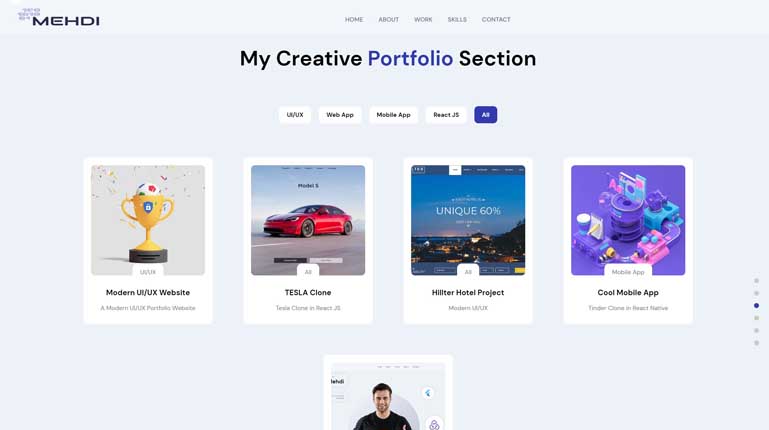 MEHDI
HOME ABOUT WORK SKILLS CONTACT
My Creative Portfolio Section
UI/UX Web App Mobile App React JS All
Model S
UNIQUE 60%
UI/UX All All Mobile App
Modern UI/UX Website TESLA Clone Hillter Hotel Project Cool Mobile App
A Modern UI/UX Portfolio Website Tesla Clone in React JS Modern UI/UX Tinder Clone in React Native
Mehdi